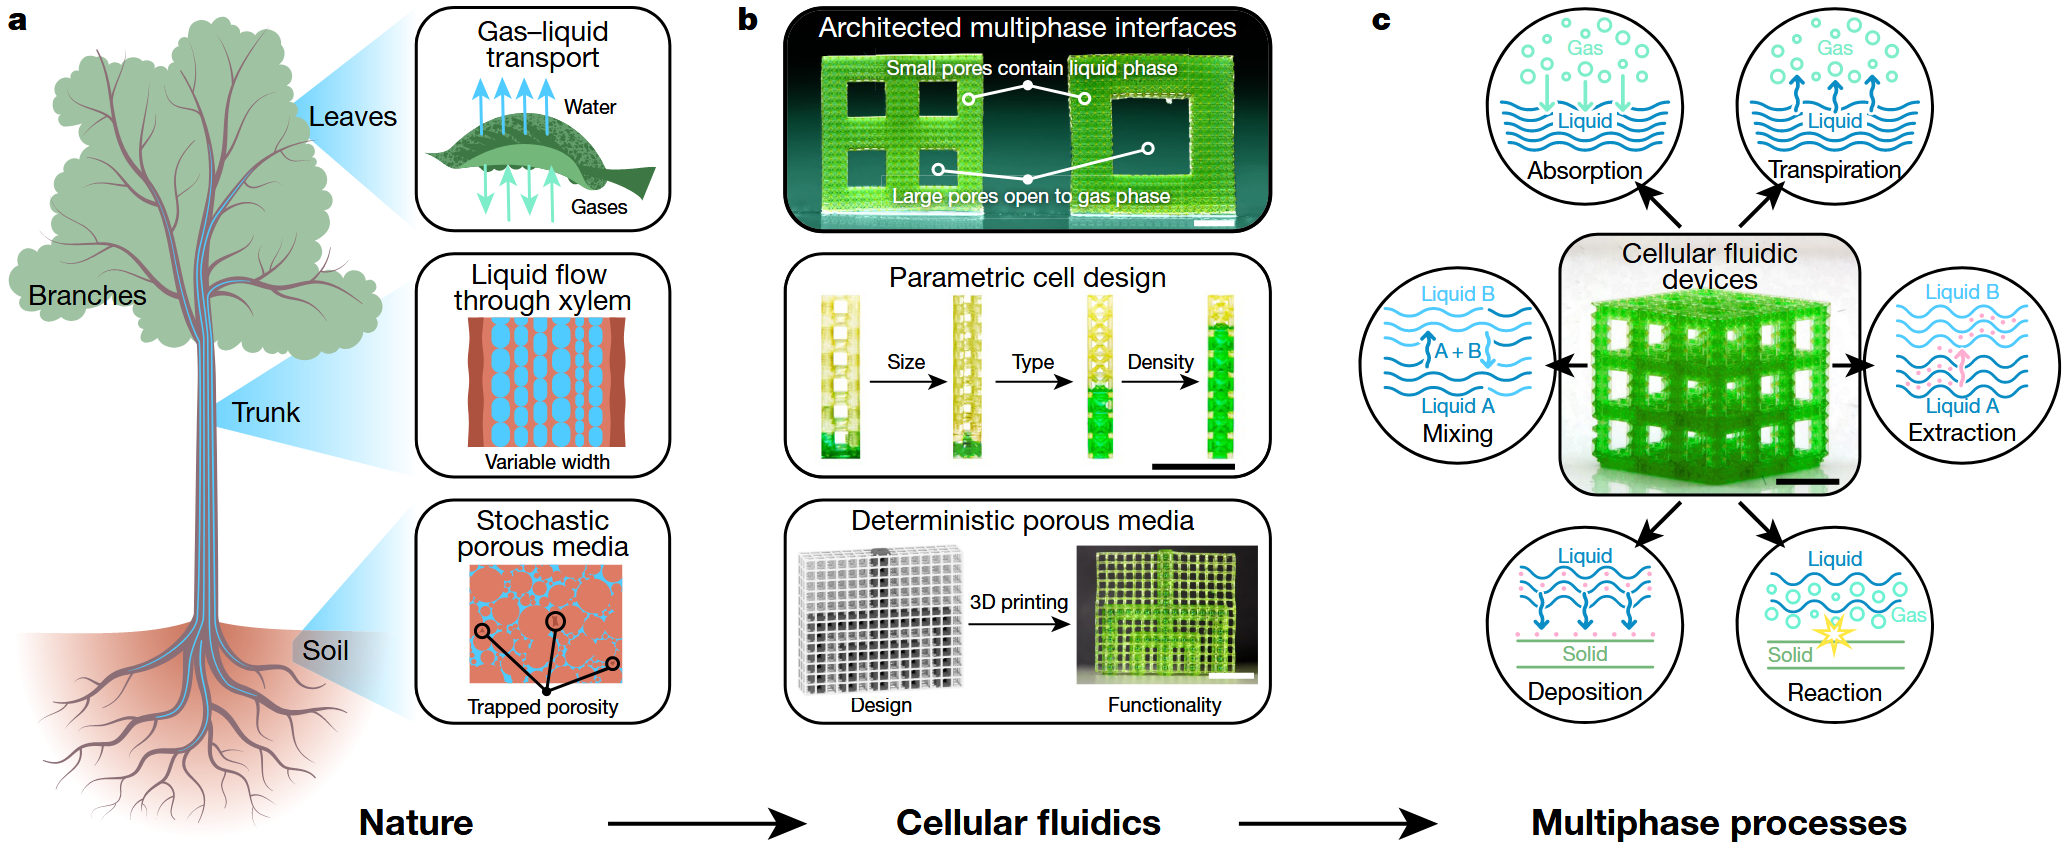 a
Leaves
Branches
Trunk
Soil
Gas–liquid
transport
Water
Gases
Liquid flow
through xylem
Variable width
Stochastic
porous media
Trapped porosity
Nature
b
Architected multiphase interfaces
Small pores contain liquid phase
Large pores open to gas phase
Parametric cell design
Size
Type
Density
Deterministic porous media
3D printing
Design
Functionality
Cellular fluidics
c
Gas
Liquid
Absorption
Gas
Liquid
Transpiration
Cellular fluidic
devices
Liquid B
A + B
Liquid A
Mixing
Liquid B
Liquid A
Extraction
Liquid
Solid
Deposition
Liquid
Gas
Solid
Reaction
Multiphase processes